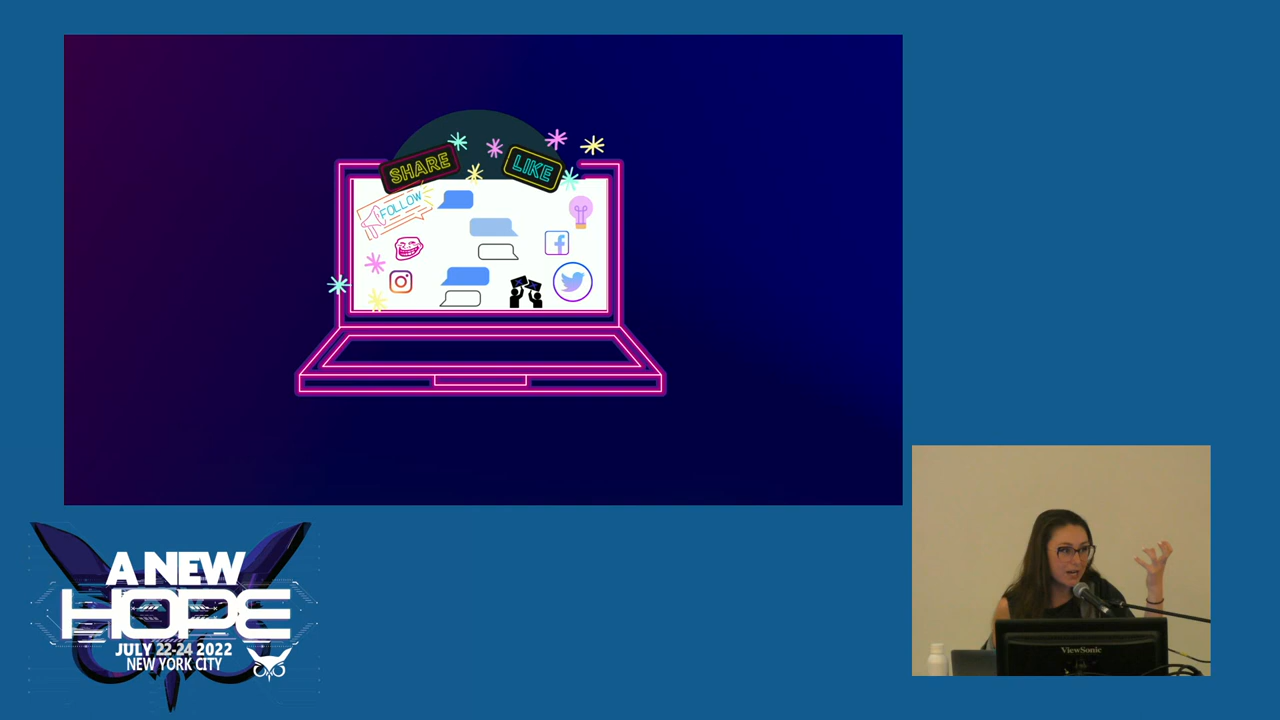 SHARE
LIKE
FOLLOW
A NEW
HOPE
JULY 22-24 2022
NEW YORK CITY
ViewSonic